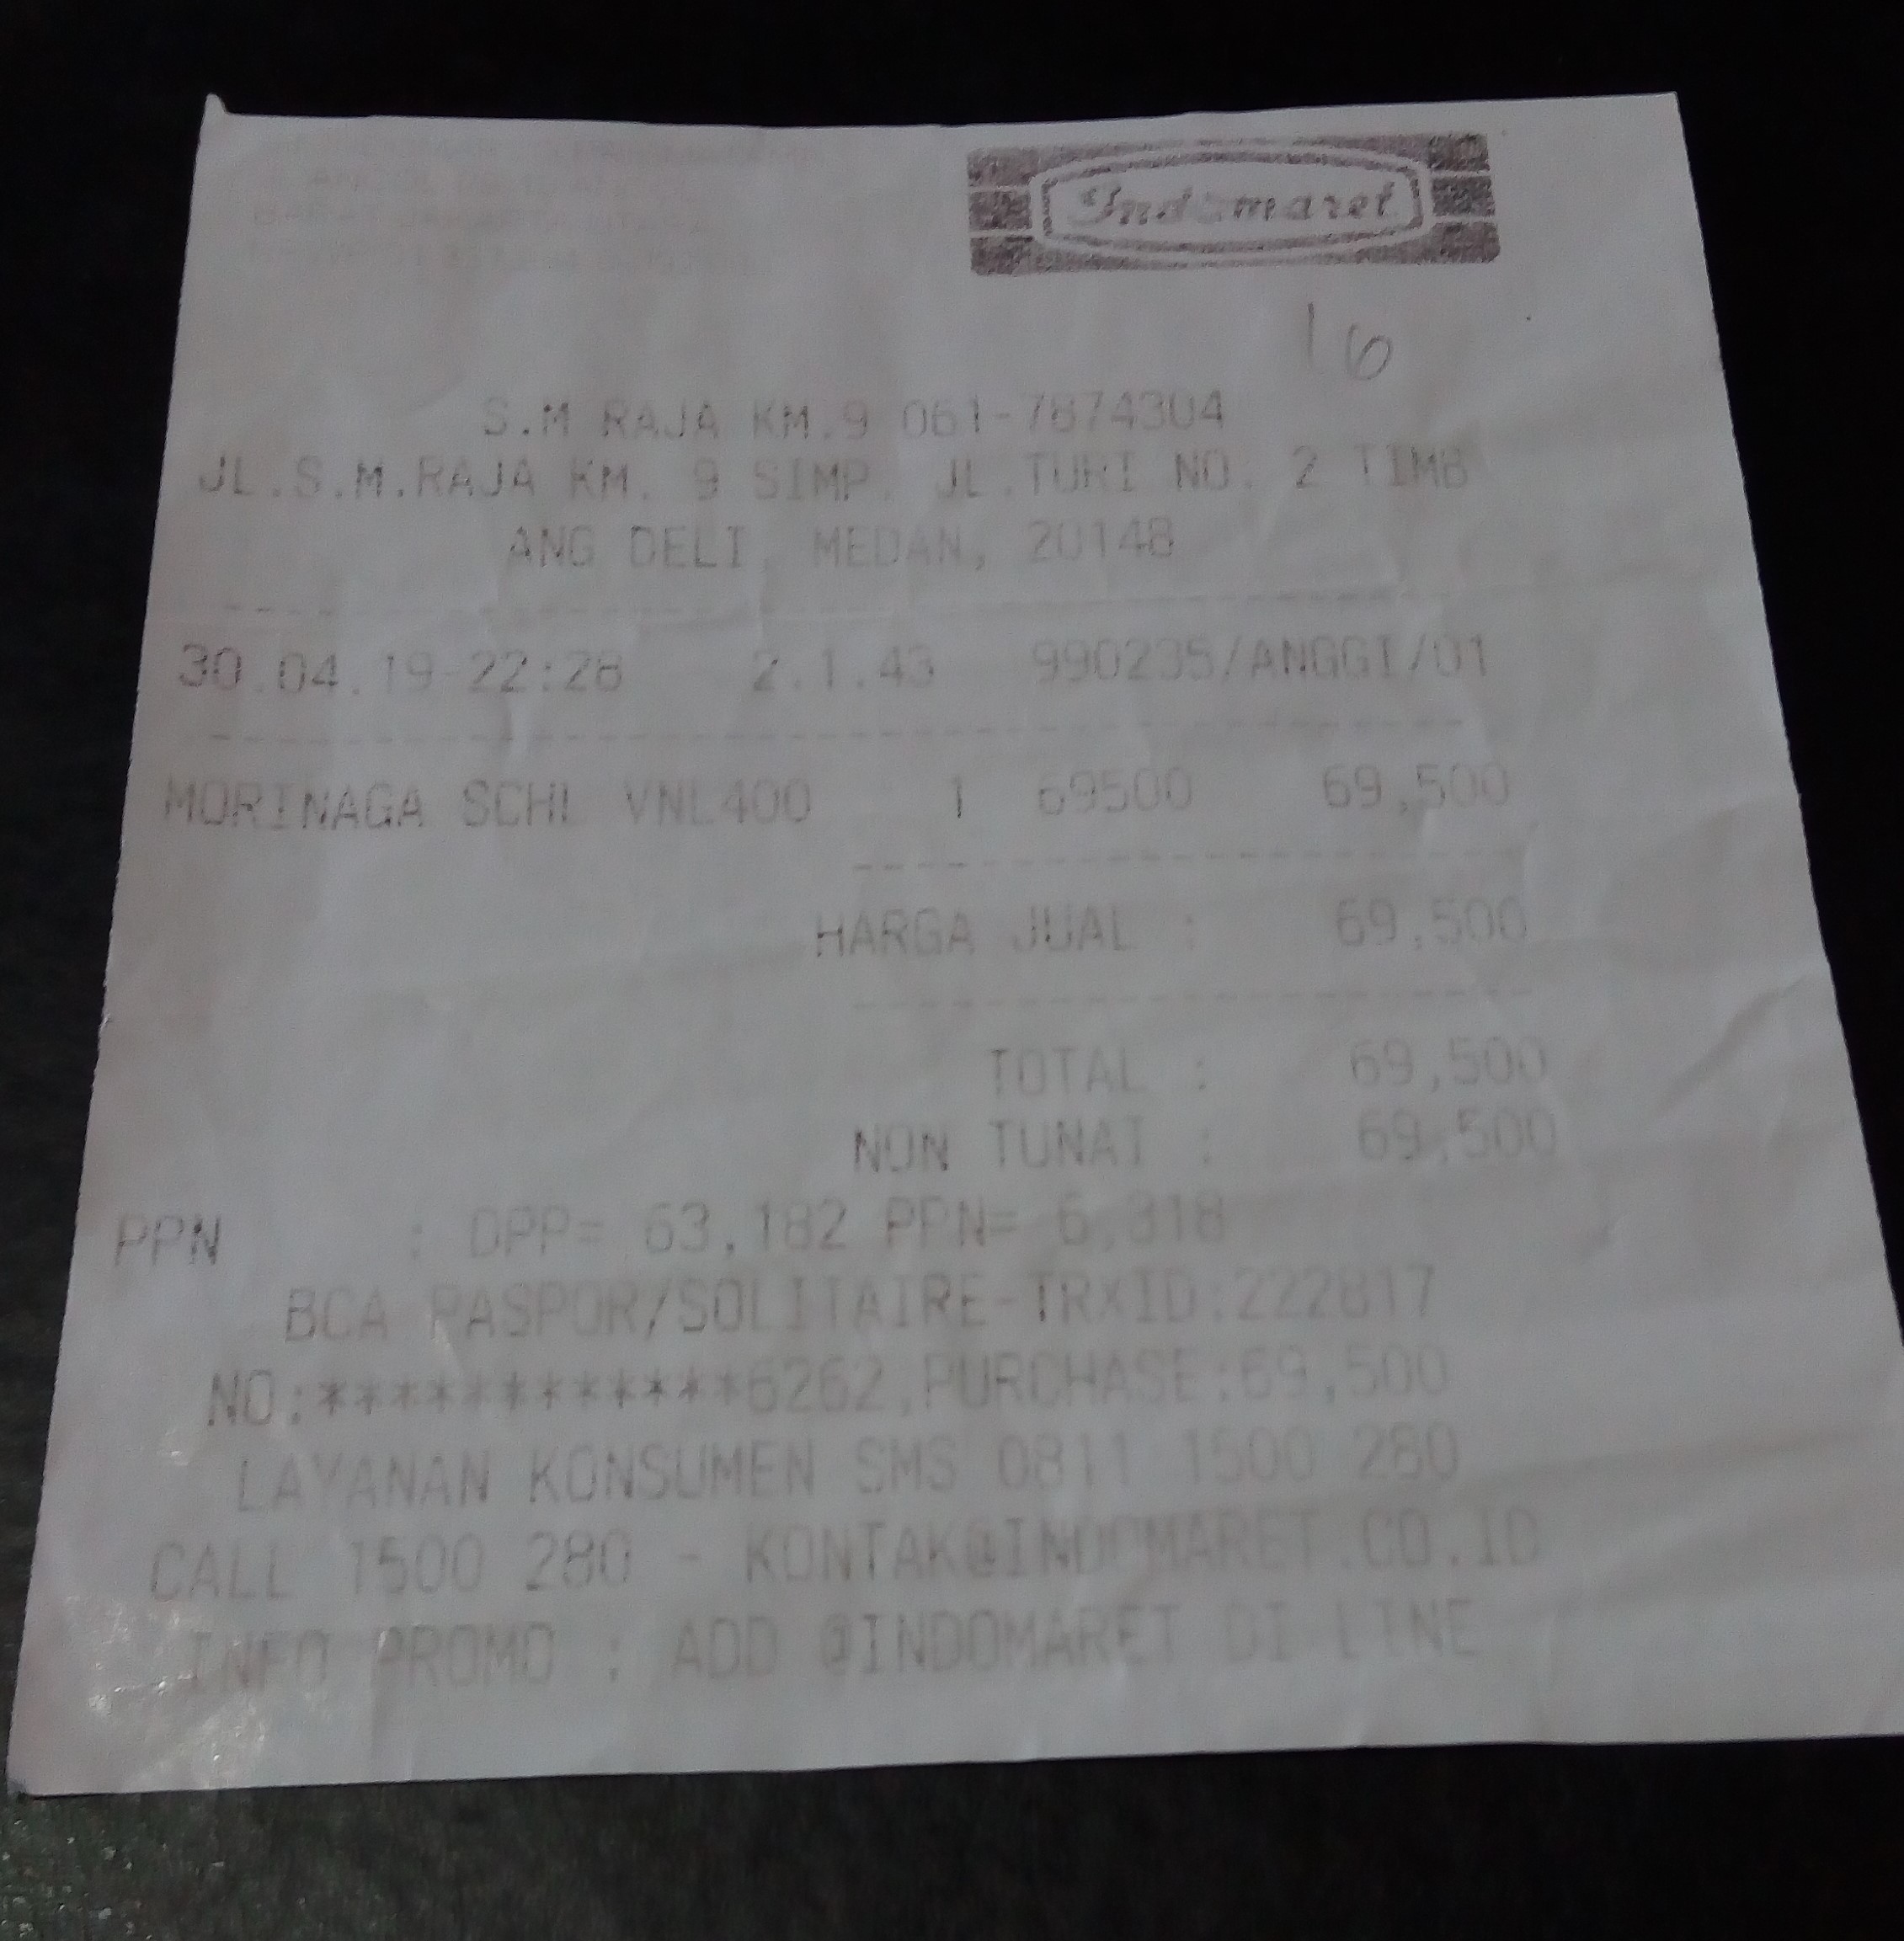 Indomaret
16
S.M RAJA KM.9 061-7874304
JL.S.M.RAJA KM. 9 SIMP. JL.TURI NO. 2 TIMB
ANG DELI, MEDAN, 20148
30.04.19-22:28 2.1.43 990235/ANGGI/01
MORINAGA SCHL VNL400 1 69500 69,500
HARGA JUAL : 69,500
TOTAL : 69,500
NON TUNAI : 69,500
PPN : DPP= 63,182 PPN= 6,318
BCA PASPOR/SOLITAIRE-TRXID:222817
NO:************6262,PURCHASE:69,500
LAYANAN KONSUMEN SMS 0811 1500 280
CALL 1500 280 - KONTAK@INDOMARET.CO.ID
INFO PROMO : ADD @INDOMARET DI LINE